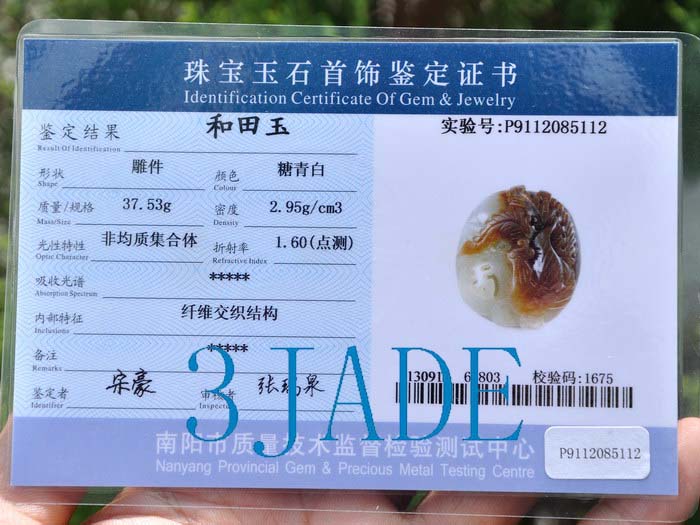 珠宝玉石首饰鉴定证书
Identification Certificate Of Gem & Jewelry
鉴定结果 和田玉
Result Of Identification
实验号:P9112085112
形状 雕件 颜色 糖青白
Shape Colour
质量/规格 37.53g 密度 2.95g/cm3
Mass/Size Density
光性特性 非均质集合体 折射率 1.60(点测)
Optic Character Refractive Index
吸收光谱 *****
Absorption Spectrum
内部特征 纤维交织结构
Inclusions
备注 *****
Remarks
鉴定者 宋豪 审核者
Identifier Inspector
3JADE
校验码:1675
南阳市质量技术监督检验测试中心
Nanyang Provincial Gem & Precious Metal Testing Centre
P9112085112